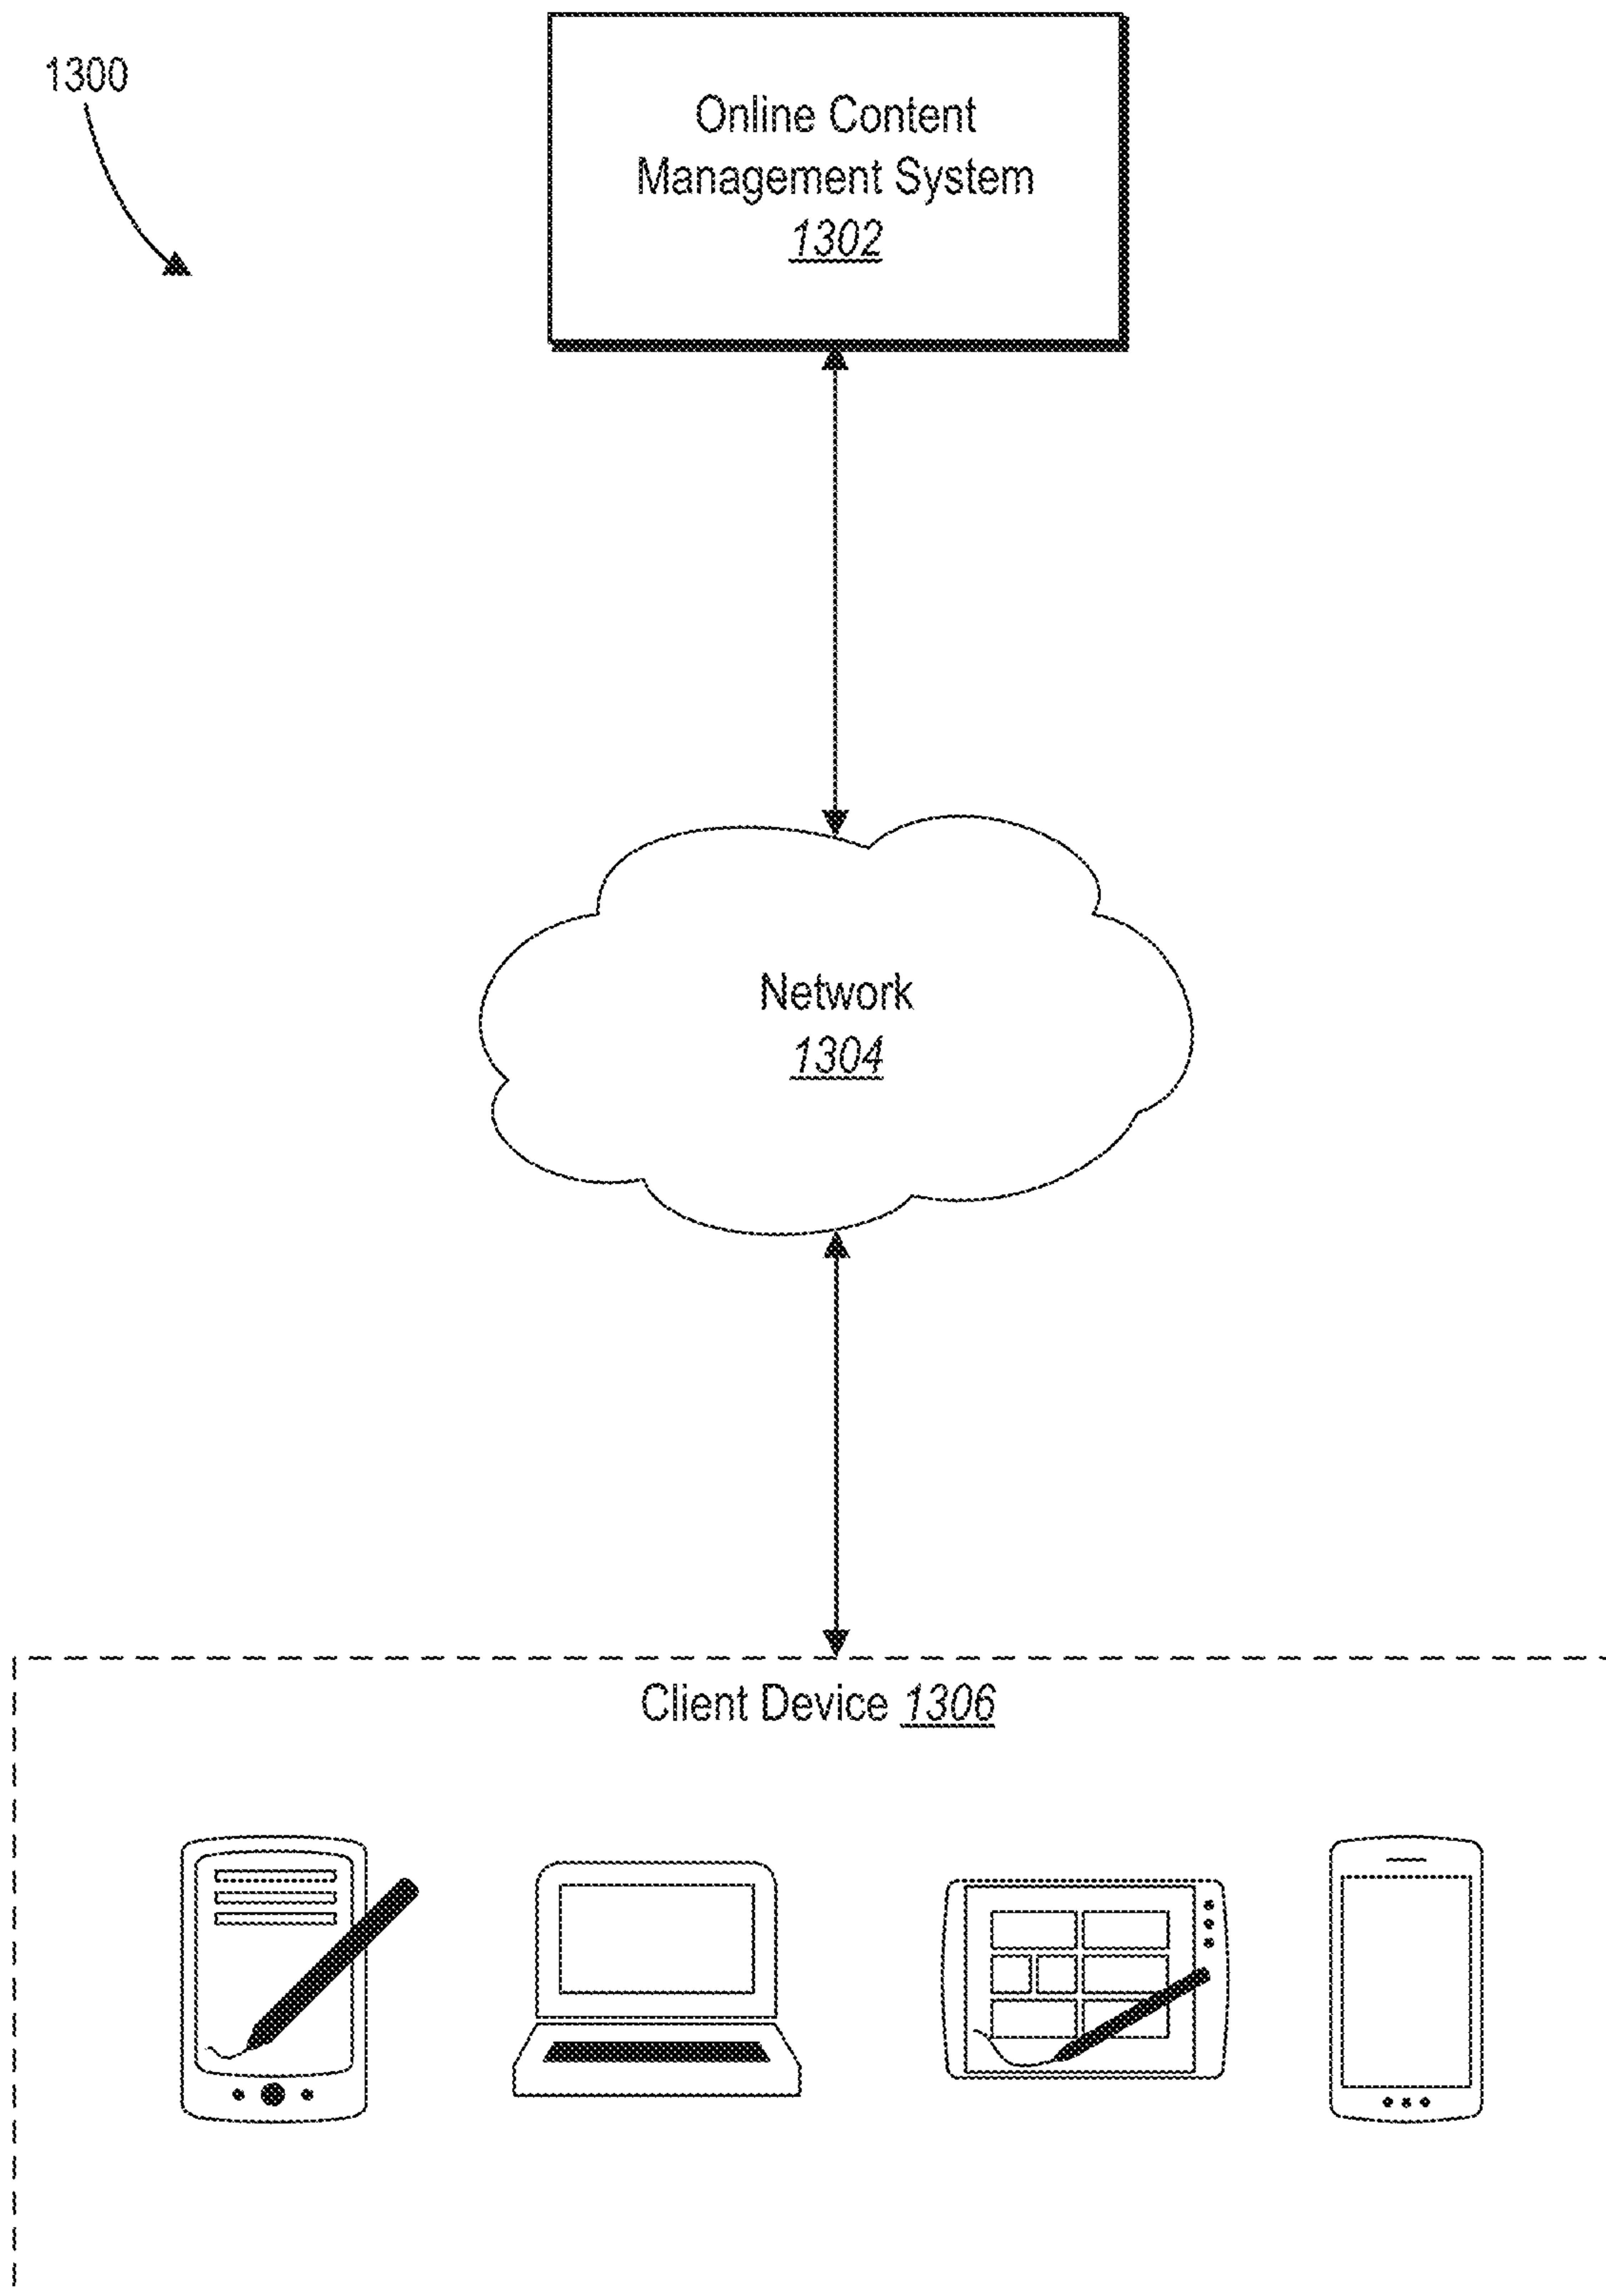 1300
Online Content
Management System
1302
Network
1304
Client Device 1306